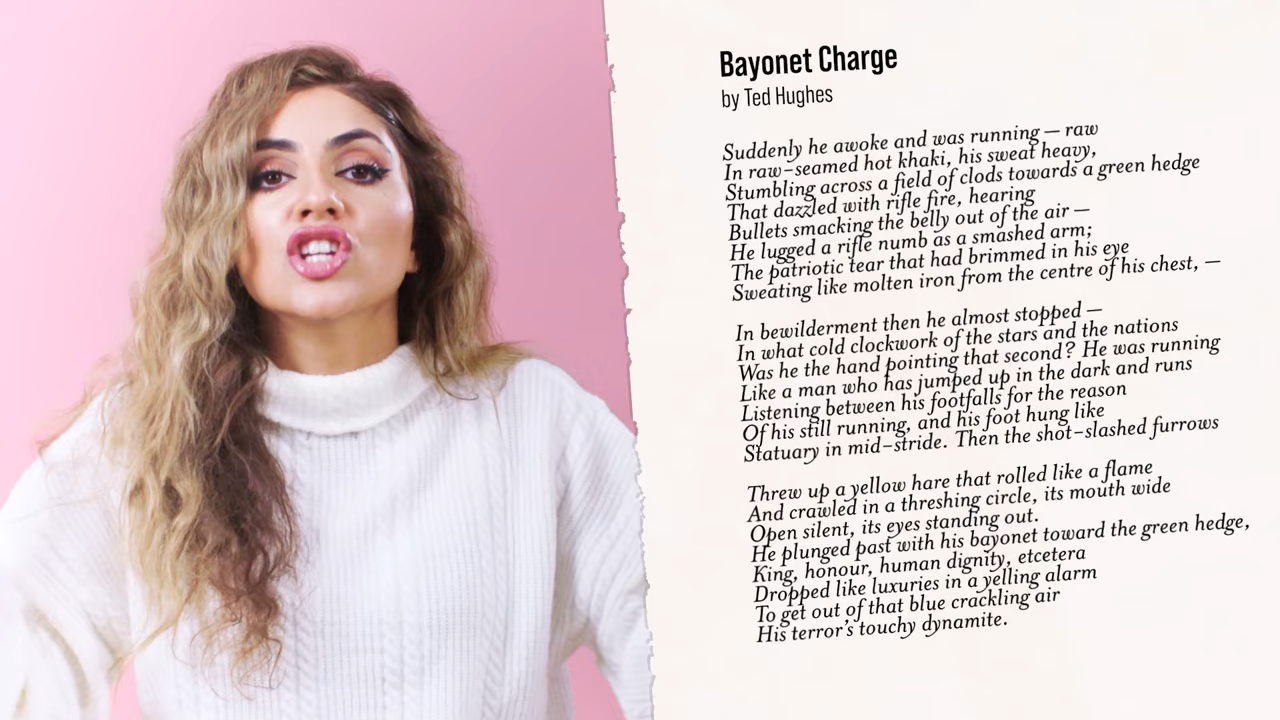 Bayonet Charge
by Ted Hughes
Suddenly he awoke and was running – raw
In raw-seamed hot khaki, his sweat heavy,
Stumbling across a field of clods towards a green hedge
That dazzled with rifle fire, hearing
Bullets smacking the belly out of the air –
He lugged a rifle numb as a smashed arm;
The patriotic tear that had brimmed in his eye
Sweating like molten iron from the centre of his chest, –
In bewilderment then he almost stopped –
In what cold clockwork of the stars and the nations
Was he the hand pointing that second? He was running
Like a man who has jumped up in the dark and runs
Listening between his footfalls for the reason
Of his still running, and his foot hung like
Statuary in mid-stride. Then the shot-slashed furrows
Threw up a yellow hare that rolled like a flame
And crawled in a threshing circle, its mouth wide
Open silent, its eyes standing out.
He plunged past with his bayonet toward the green hedge,
King, honour, human dignity, etcetera
Dropped like luxuries in a yelling alarm
To get out of that blue crackling air
His terror's touchy dynamite.